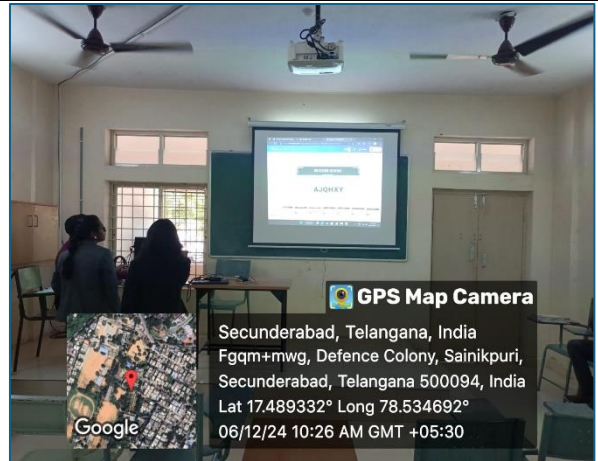 AJQHXY
GPS Map Camera
Secunderabad, Telangana, India
Fgqm+mwg, Defence Colony, Sainikpuri,
Secunderabad, Telangana 500094, India
Lat 17.489332° Long 78.534692°
06/12/24 10:26 AM GMT +05:30
Google